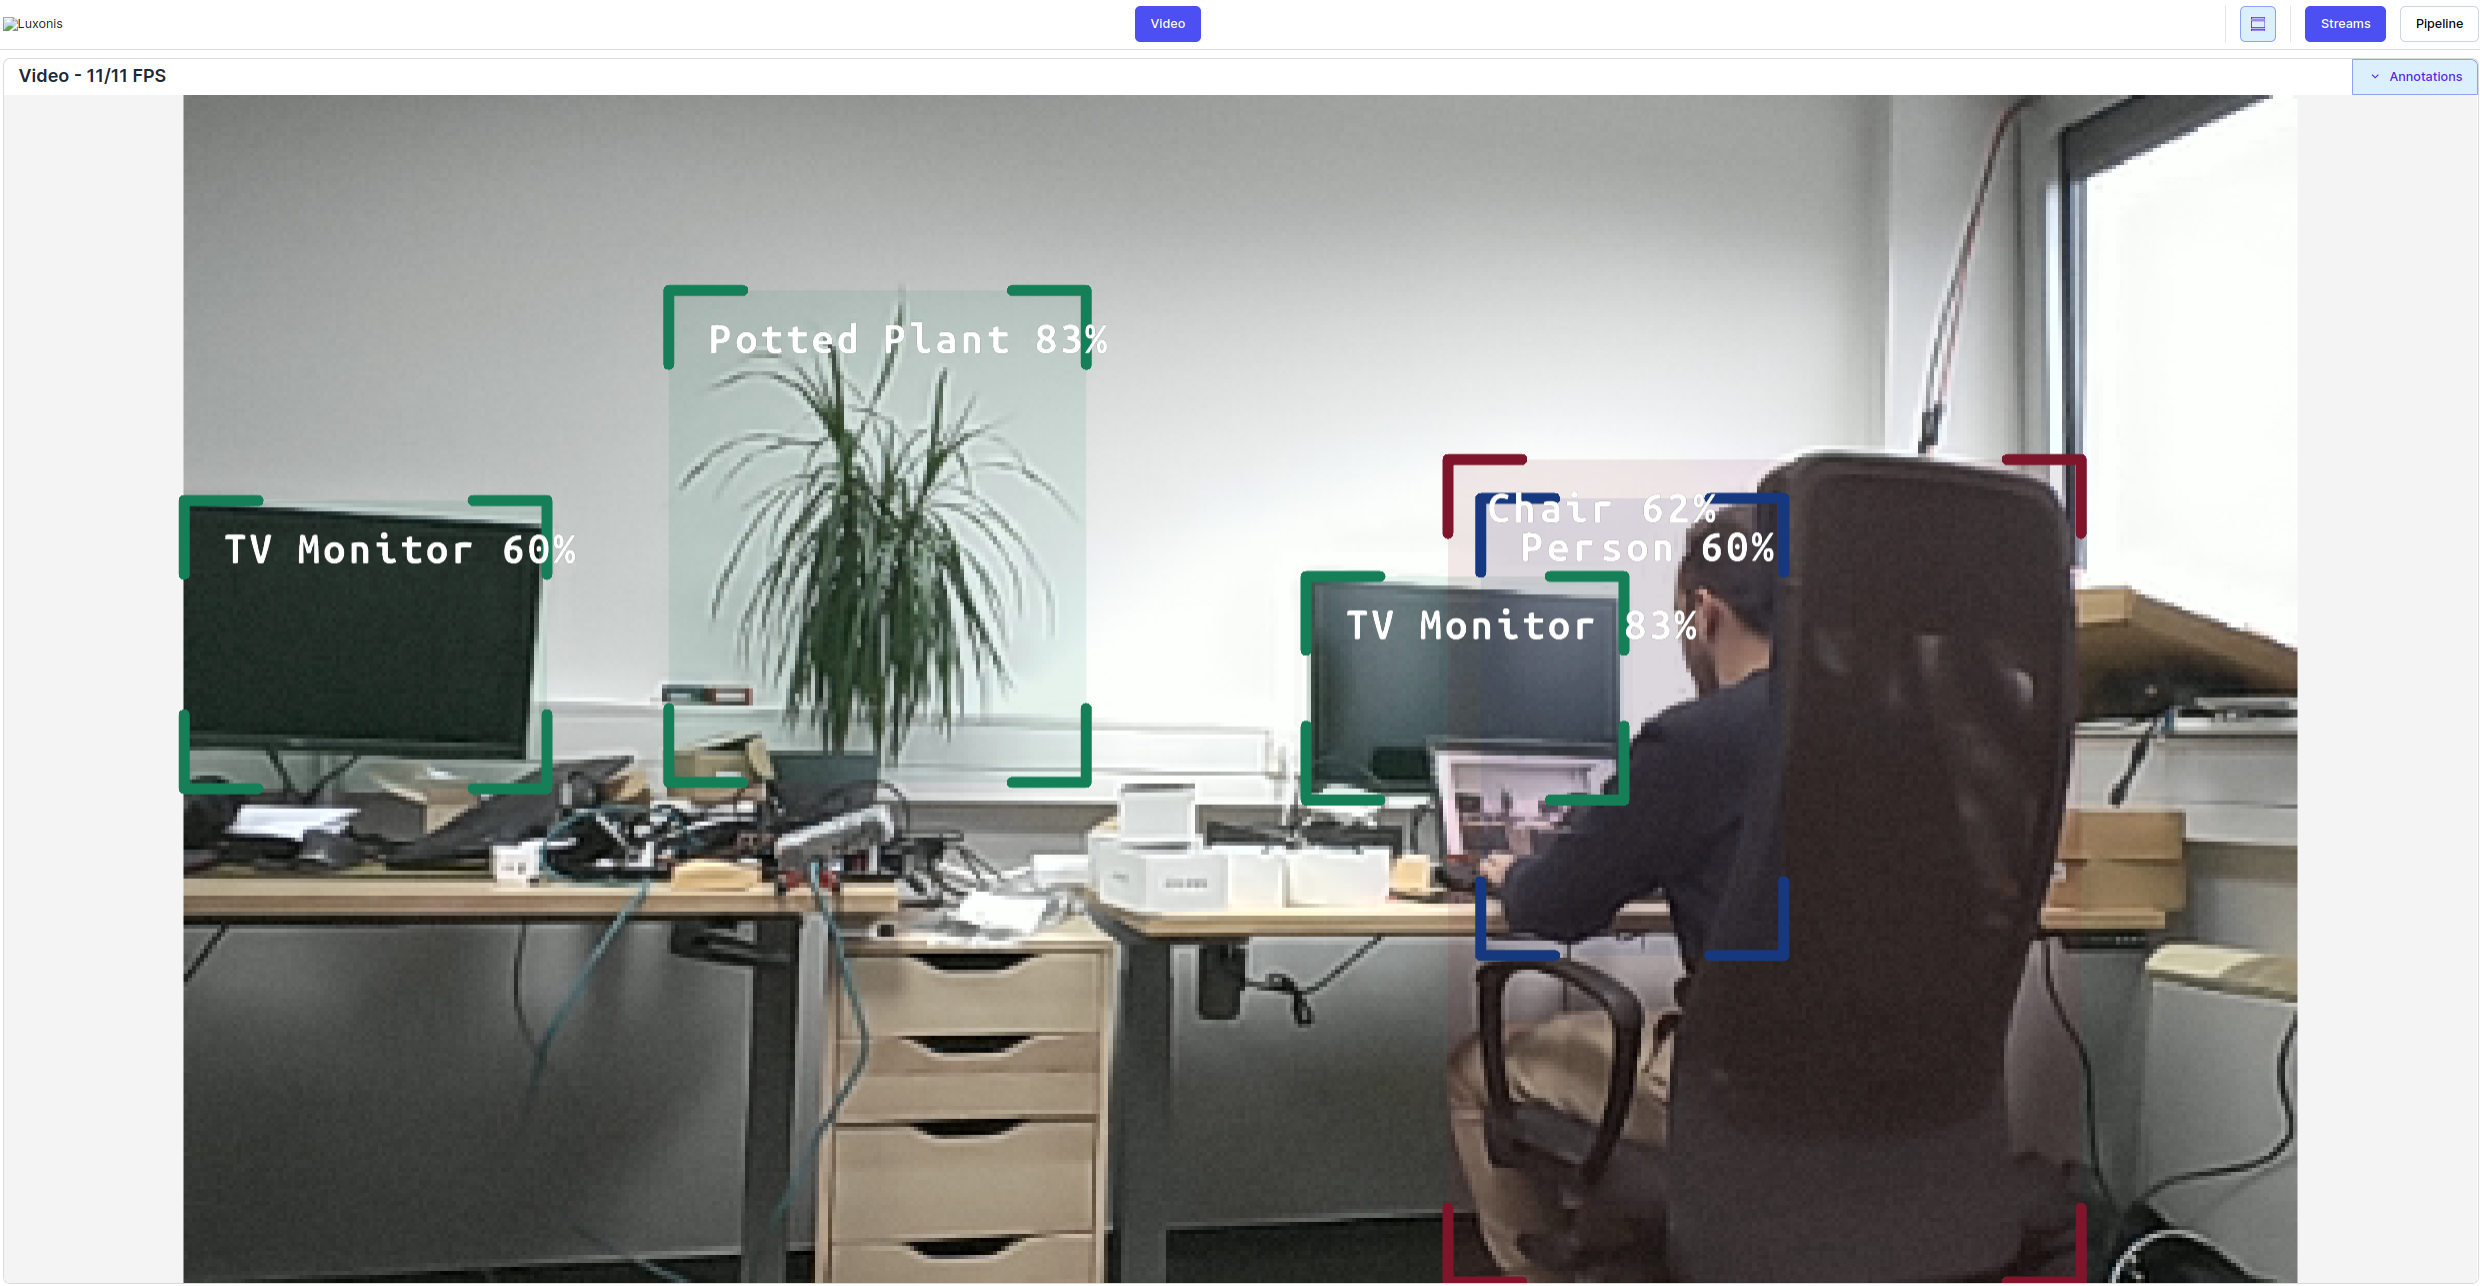 Luxonis
Video
Streams
Pipeline
Video - 11/11 FPS
Annotations
Potted Plant 83%
Chair 62%
Person 60%
TV Monitor 60%
TV Monitor 83%